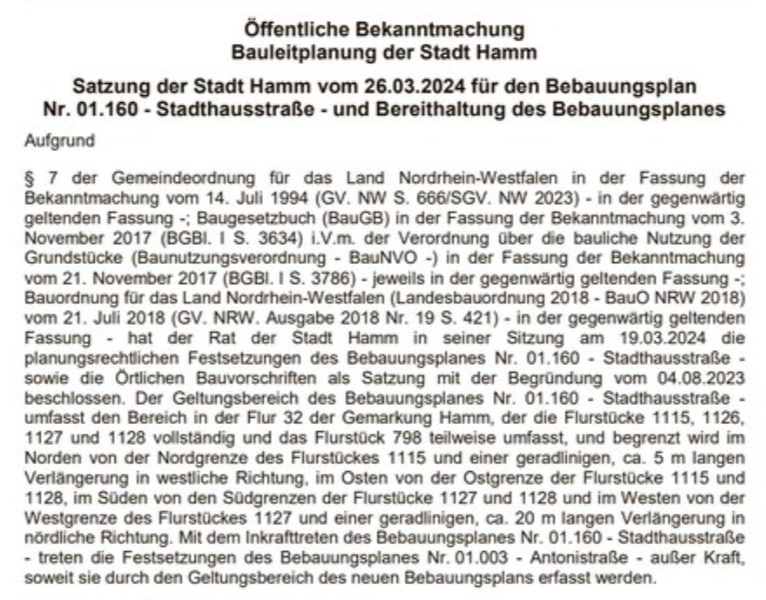 Öffentliche Bekanntmachung
Bauleitplanung der Stadt Hamm
Satzung der Stadt Hamm vom 26.03.2024 für den Bebauungsplan
Nr. 01.160 - Stadthausstraße - und Bereithaltung des Bebauungsplanes
Aufgrund
§ 7 der Gemeindeordnung für das Land Nordrhein-Westfalen in der Fassung der
Bekanntmachung vom 14. Juli 1994 (GV. NW S. 666/SGV. NW 2023) - in der gegenwärtig
geltenden Fassung -; Baugesetzbuch (BauGB) in der Fassung der Bekanntmachung vom 3.
November 2017 (BGBl. I S. 3634) i.V.m. der Verordnung über die bauliche Nutzung der
Grundstücke (Baunutzungsverordnung - BauNVO -) in der Fassung der Bekanntmachung
vom 21. November 2017 (BGBl. I S. 3786) - jeweils in der gegenwärtig geltenden Fassung -;
Bauordnung für das Land Nordrhein-Westfalen (Landesbauordnung 2018 - BauO NRW 2018)
vom 21. Juli 2018 (GV. NRW. Ausgabe 2018 Nr. 19 S. 421) - in der gegenwärtig geltenden
Fassung - hat der Rat der Stadt Hamm in seiner Sitzung am 19.03.2024 die
planungsrechtlichen Festsetzungen des Bebauungsplanes Nr. 01.160 - Stadthausstraße -
sowie die Örtlichen Bauvorschriften als Satzung mit der Begründung vom 04.08.2023
beschlossen. Der Geltungsbereich des Bebauungsplanes Nr. 01.160 - Stadthausstraße -
umfasst den Bereich in der Flur 32 der Gemarkung Hamm, der die Flurstücke 1115, 1126,
1127 und 1128 vollständig und das Flurstück 798 teilweise umfasst, und begrenzt wird im
Norden von der Nordgrenze des Flurstückes 1115 und einer geradlinigen, ca. 5 m langen
Verlängerung in westliche Richtung, im Osten von der Ostgrenze der Flurstücke 1115 und
1128, im Süden von den Südgrenzen der Flurstücke 1127 und 1128 und im Westen von der
Westgrenze des Flurstückes 1127 und einer geradlinigen, ca. 20 m langen Verlängerung in
nördliche Richtung. Mit dem Inkrafttreten des Bebauungsplanes Nr. 01.160 - Stadthausstraße
- treten die Festsetzungen des Bebauungsplanes Nr. 01.003 - Antonistraße - außer Kraft,
soweit sie durch den Geltungsbereich des neuen Bebauungsplans erfasst werden.